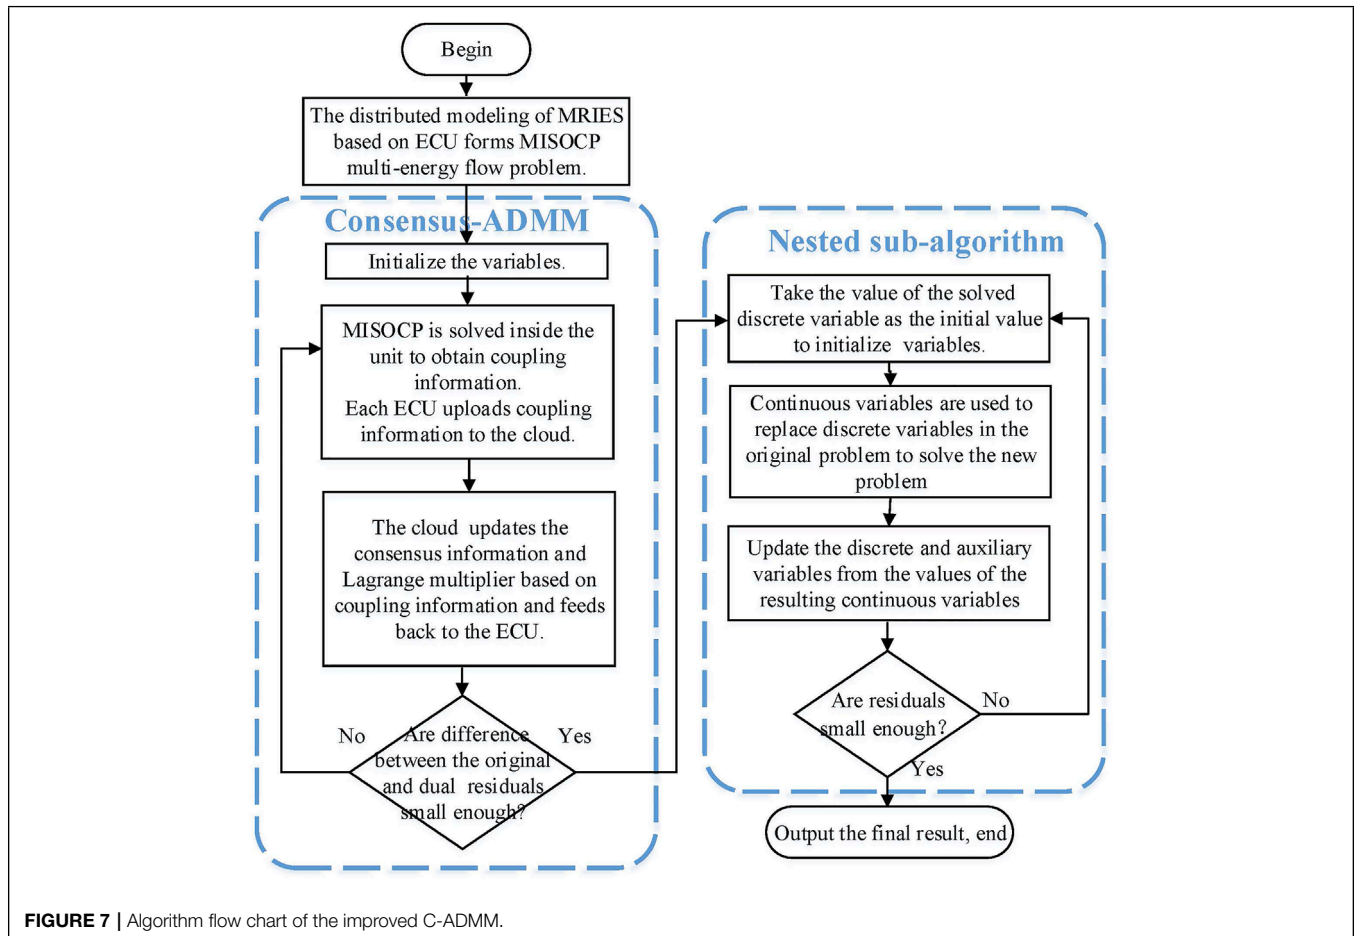 Begin
The distributed modeling of MRIES
based on ECU forms MISOCP
multi-energy flow problem.
Consensus-ADMM
Initialize the variables.
MISOCP is solved inside the
unit to obtain coupling
information.
Each ECU uploads coupling
information to the cloud.
The cloud updates the
consensus information and
Lagrange multiplier based on
coupling information and feeds
back to the ECU.
No
Are difference
between the original
and dual residuals
small enough?
Yes
Nested sub-algorithm
Take the value of the solved
discrete variable as the initial value
to initialize variables.
Continuous variables are used to
replace discrete variables in the
original problem to solve the new
problem
Update the discrete and auxiliary
variables from the values of the
resulting continuous variables
Are residuals
small enough?
No
Yes
Output the final result, end
FIGURE 7 | Algorithm flow chart of the improved C-ADMM.